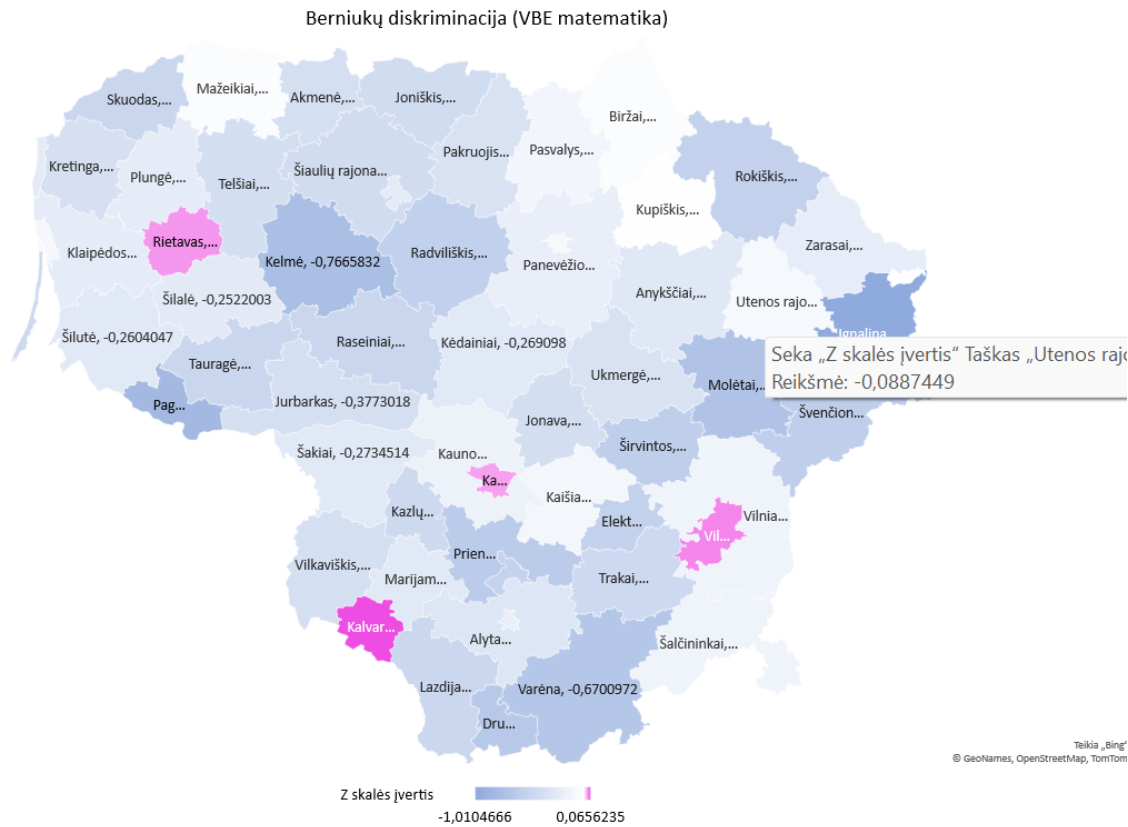 Berniukų diskriminacija (VBE matematika)
Mažeikiai,...
Skuodas,...
Akmenė,...
Joniškis,...
Biržai,...
Kretinga,...
Plungė,...
Telšiai,...
Šiaulių rajona...
Pakruojis...
Pasvalys,...
Rokiškis,...
Kupiškis,...
Klaipėdos...
Rietavas,...
Kelmė, -0,7665832
Radviliškis,...
Panevėžio...
Zarasai,...
Šilalė, -0,2522003
Anykščiai,...
Utenos rajo...
Šilutė, -0,2604047
Raseiniai,...
Kėdainiai, -0,269098
Ignalina
Seka „Z skalės įvertis“ Taškas „Utenos rajo
Reikšmė: -0,0887449
Tauragė,...
Ukmergė,...
Molėtai,...
Pag...
Jurbarkas, -0,3773018
Jonava,...
Švenčion...
Šakiai, -0,2734514
Kauno...
Širvintos,...
Ka...
Kaišia...
Kazlų...
Elekt...
Vilnia...
Vil...
Prien...
Vilkaviškis,...
Marijam...
Trakai,...
Kalvar...
Alyta...
Šalčininkai,...
Lazdija...
Varėna, -0,6700972
Dru...
Teikia „Bing“
© GeoNames, OpenStreetMap, TomTom
Z skalės įvertis
-1,0104666 0,0656235